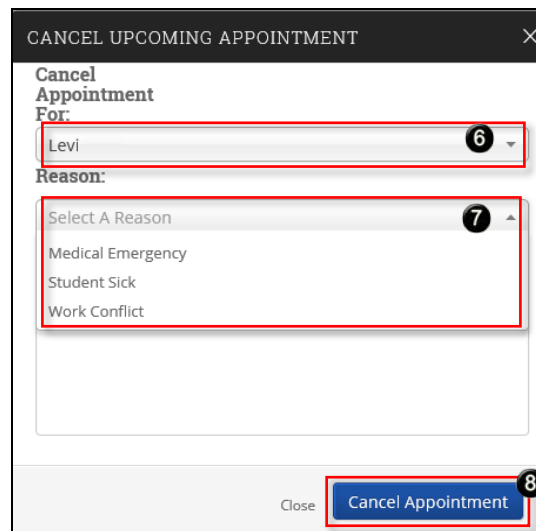 CANCEL UPCOMING APPOINTMENT ×
Cancel
Appointment
For:
Levi 6
Reason:
Select A Reason 7
Medical Emergency
Student Sick
Work Conflict
8
Close Cancel Appointment